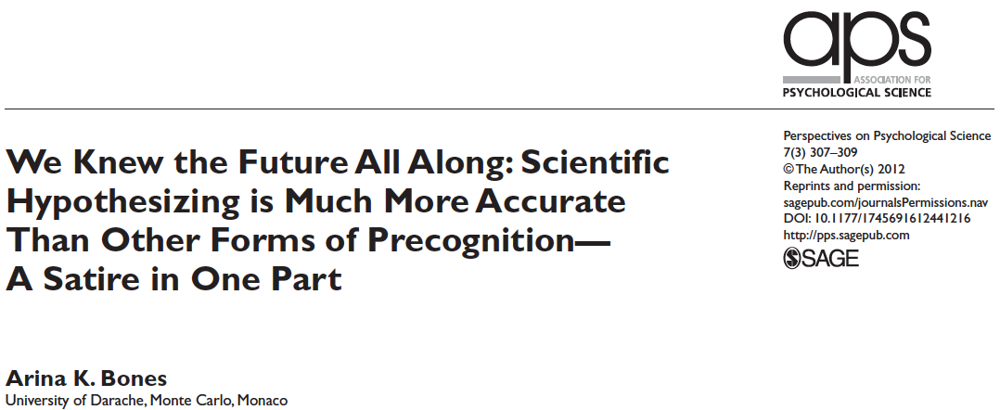 aps
ASSOCIATION FOR
PSYCHOLOGICAL SCIENCE
We Knew the Future All Along: Scientific
Hypothesizing is Much More Accurate
Than Other Forms of Precognition—
A Satire in One Part
Perspectives on Psychological Science
7(3) 307–309
© The Author(s) 2012
Reprints and permission:
sagepub.com/journalsPermissions.nav
DOI: 10.1177/1745691612441216
http://pps.sagepub.com
SAGE
Arina K. Bones
University of Darache, Monte Carlo, Monaco